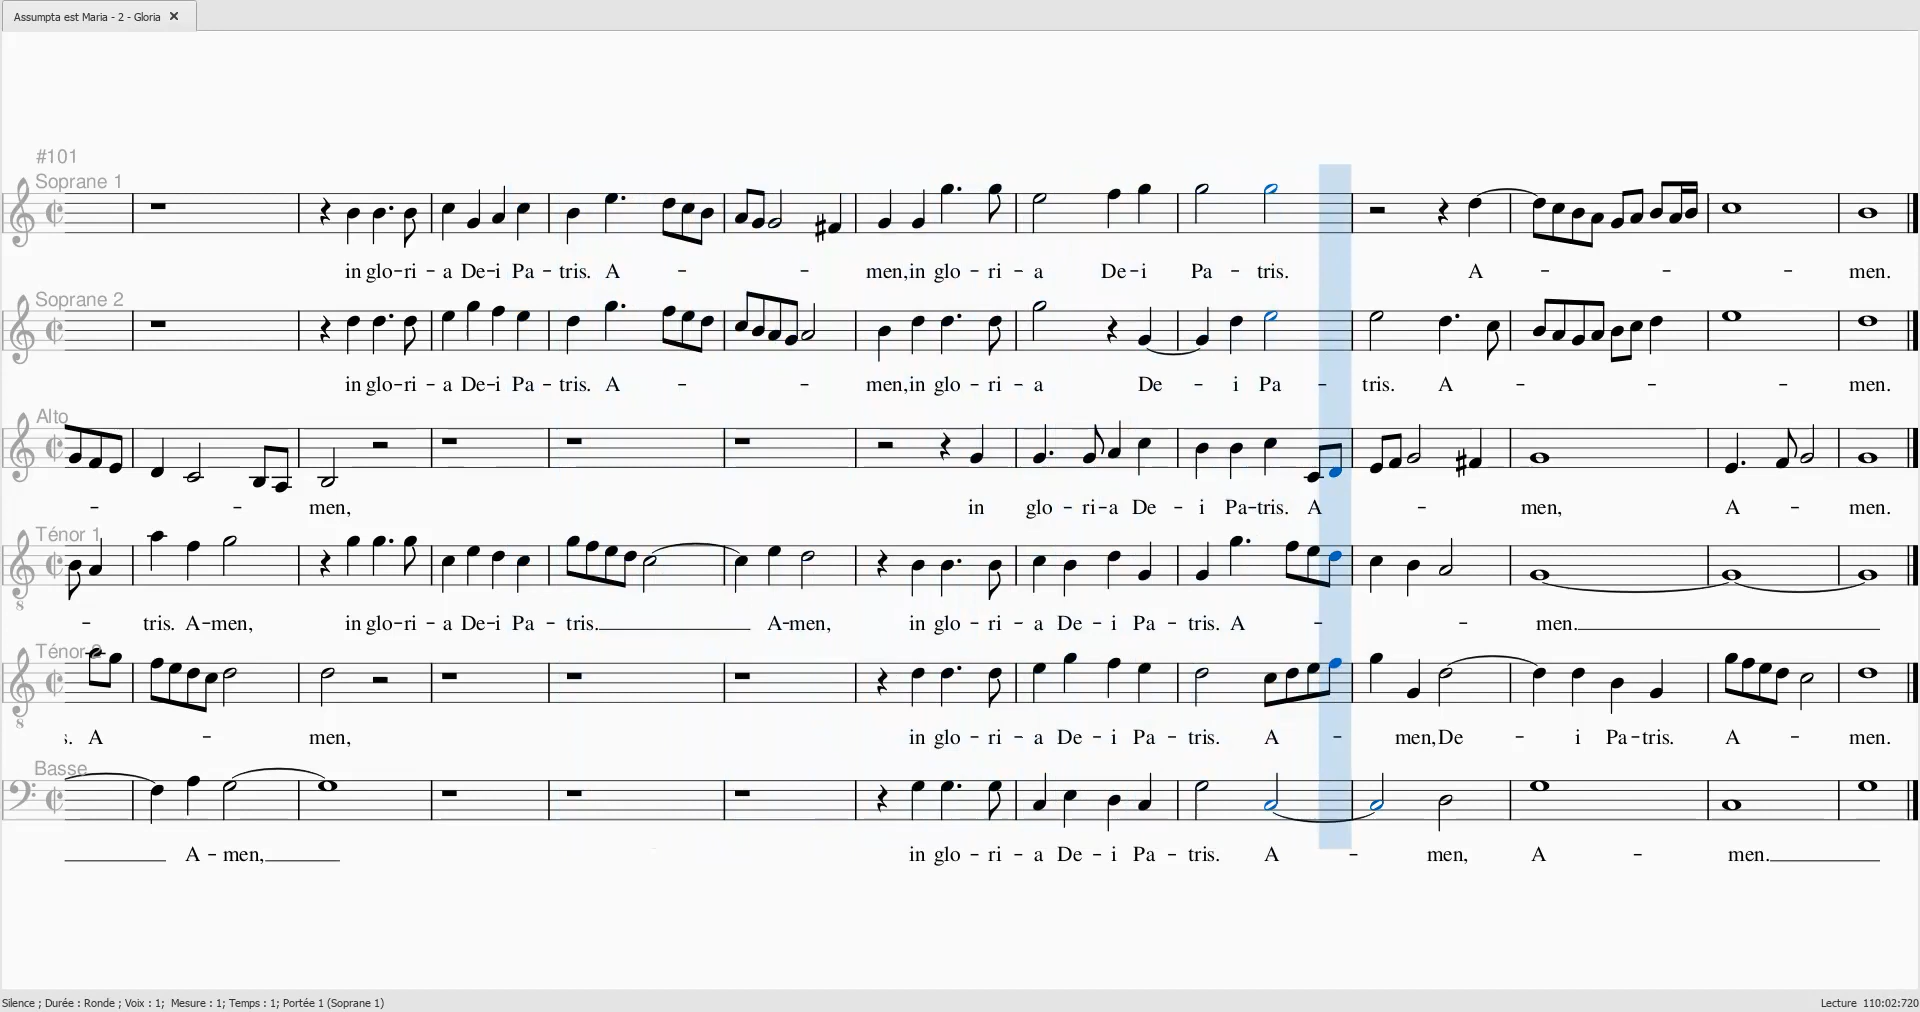 Assumpta est Maria - 2 - Gloria ✕
#101
Soprane 1
in glo - ri - a De - i Pa - tris. A - - men, in glo - ri - a De - i Pa - tris. A - - - men.
Soprane 2
in glo - ri - a De - i Pa - tris. A - - men, in glo - ri - a De - i Pa - tris. A - - - men.
Alto
- - men, in glo - ri - a De - i Pa - tris. A - men, A - men.
Ténor 1
- tris. A - men, in glo - ri - a De - i Pa - tris. A - men, in glo - ri - a De - i Pa - tris. A - - men.
8
Ténor 2
s. A - men, in glo - ri - a De - i Pa - tris. A - men, De - i Pa - tris. A - men.
8
Basse
A - men, in glo - ri - a De - i Pa - tris. A - men, A - men.
Silence ; Durée : Ronde ; Voix : 1; Mesure : 1; Temps : 1; Portée 1 (Soprane 1)
Lecture 110:02:720